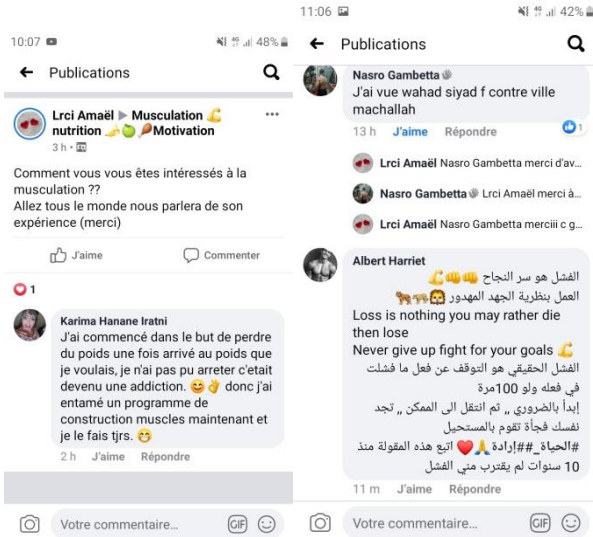 10:07
48%
Publications
Lrci Amaël ▶ Musculation 💪
nutrition 🍌🍏🥖Motivation
3 h
Comment vous vous êtes intéressés à la
musculation ??
Allez tous le monde nous parlera de son
expérience (merci)
J'aime
Commenter
1
Karima Hanane Iratni
J'ai commencé dans le but de perdre
du poids une fois arrivé au poids que
je voulais, je n'ai pas pu arreter c'etait
devenu une addiction. 😄👌 donc j'ai
entamé un programme de
construction muscles maintenant et
je le fais tjrs. 😁
2 h J'aime Répondre
Votre commentaire...
GIF
11:06
42%
Publications
Nasro Gambetta
J'ai vue wahad siyad f contre ville
machallah
13 h J'aime Répondre
1
Lrci Amaël Nasro Gambetta merci d'av...
Nasro Gambetta Lrci Amaël merci à...
Lrci Amaël Nasro Gambetta merciii c g...
Albert Harriet
الفشل هو سر النجاح 👊👊💪
العمل بنظرية الجهد المهدور 🦁🐆🐅
Loss is nothing you may rather die
then lose
Never give up fight for your goals 💪
الفشل الحقيقي هو التوقف عن فعل ما فشلت
في فعله ولو 100مرة
إبدأ بالضروري ,, ثم انتقل الى الممكن ,, تجد
نفسك فجأة تقوم بالمستحيل
#الحياة_##إرادة🙏❤️ اتبع هذه المقولة منذ
10 سنوات لم يقترب مني الفشل
11 m J'aime Répondre
Votre commentaire...
GIF